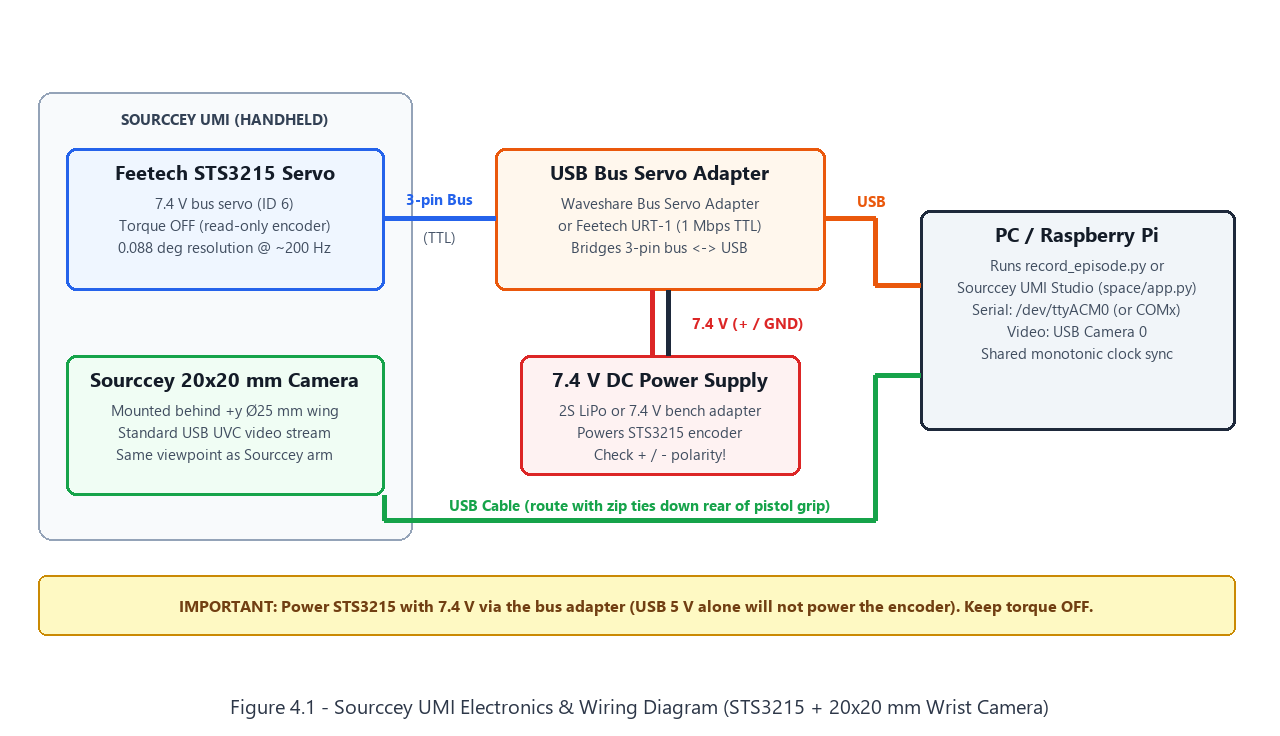 SOURCCEY UMI (HANDHELD)
Feetech STS3215 Servo
7.4 V bus servo (ID 6)
Torque OFF (read-only encoder)
0.088 deg resolution @ ~200 Hz
3-pin Bus
(TTL)
USB Bus Servo Adapter
Waveshare Bus Servo Adapter
or Feetech URT-1 (1 Mbps TTL)
Bridges 3-pin bus <-> USB
USB
PC / Raspberry Pi
Runs record_episode.py or
Sourccey UMI Studio (space/app.py)
Serial: /dev/ttyACM0 (or COMx)
Video: USB Camera 0
Shared monotonic clock sync
7.4 V (+ / GND)
Sourccey 20x20 mm Camera
Mounted behind +y Ø25 mm wing
Standard USB UVC video stream
Same viewpoint as Sourccey arm
7.4 V DC Power Supply
2S LiPo or 7.4 V bench adapter
Powers STS3215 encoder
Check + / - polarity!
USB Cable (route with zip ties down rear of pistol grip)
IMPORTANT: Power STS3215 with 7.4 V via the bus adapter (USB 5 V alone will not power the encoder). Keep torque OFF.
Figure 4.1 - Sourccey UMI Electronics & Wiring Diagram (STS3215 + 20x20 mm Wrist Camera)